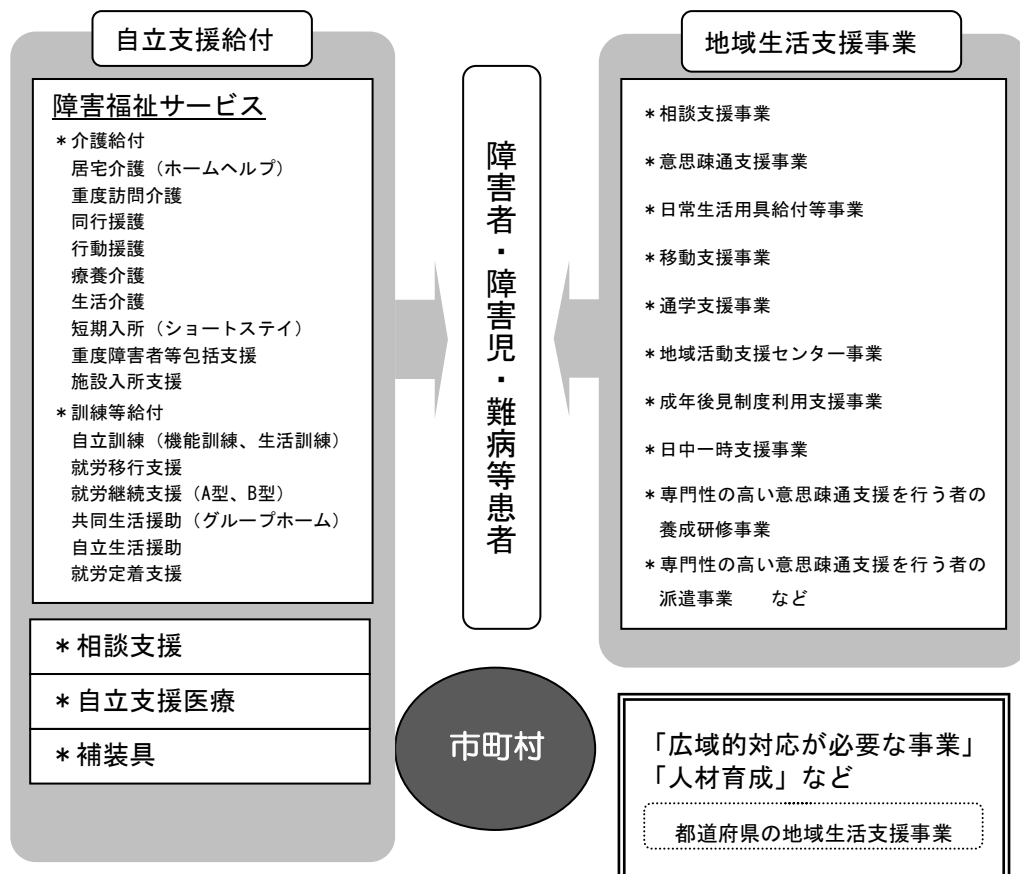 自立支援給付
障害福祉サービス
＊介護給付
居宅介護（ホームヘルプ）
重度訪問介護
同行援護
行動援護
療養介護
生活介護
短期入所（ショートステイ）
重度障害者等包括支援
施設入所支援
＊訓練等給付
自立訓練（機能訓練、生活訓練）
就労移行支援
就労継続支援（A型、B型）
共同生活援助（グループホーム）
自立生活援助
就労定着支援
＊相談支援
＊自立支援医療
＊補装具
障害者・障害児・難病等患者
市町村
地域生活支援事業
＊相談支援事業
＊意思疎通支援事業
＊日常生活用具給付等事業
＊移動支援事業
＊通学支援事業
＊地域活動支援センター事業
＊成年後見制度利用支援事業
＊日中一時支援事業
＊専門性の高い意思疎通支援を行う者の
養成研修事業
＊専門性の高い意思疎通支援を行う者の
派遣事業　　など
「広域的対応が必要な事業」
「人材育成」など
都道府県の地域生活支援事業